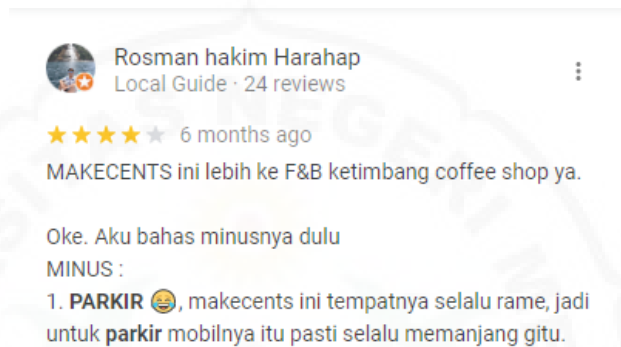 Rosman hakim Harahap
Local Guide · 24 reviews
6 months ago
MAKECENTS ini lebih ke F&B ketimbang coffee shop ya.
Oke. Aku bahas minusnya dulu
MINUS :
1. PARKIR 😂, makecents ini tempatnya selalu rame, jadi
untuk parkir mobilnya itu pasti selalu memanjang gitu.